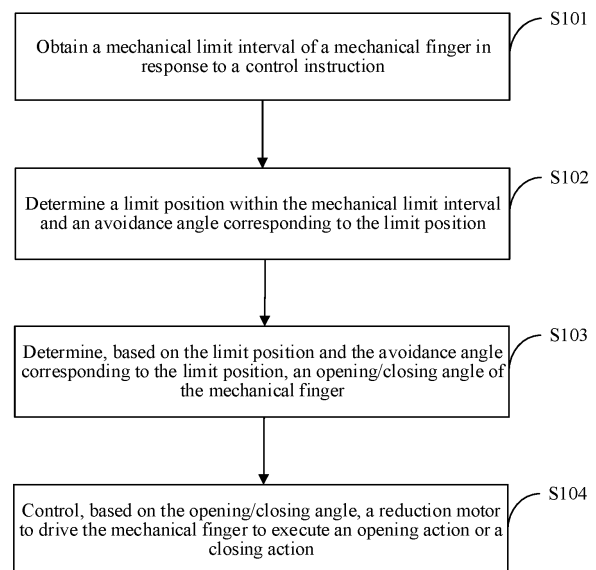 S101
Obtain a mechanical limit interval of a mechanical finger in
response to a control instruction
S102
Determine a limit position within the mechanical limit interval
and an avoidance angle corresponding to the limit position
S103
Determine, based on the limit position and the avoidance angle
corresponding to the limit position, an opening/closing angle of
the mechanical finger
S104
Control, based on the opening/closing angle, a reduction motor
to drive the mechanical finger to execute an opening action or a
closing action